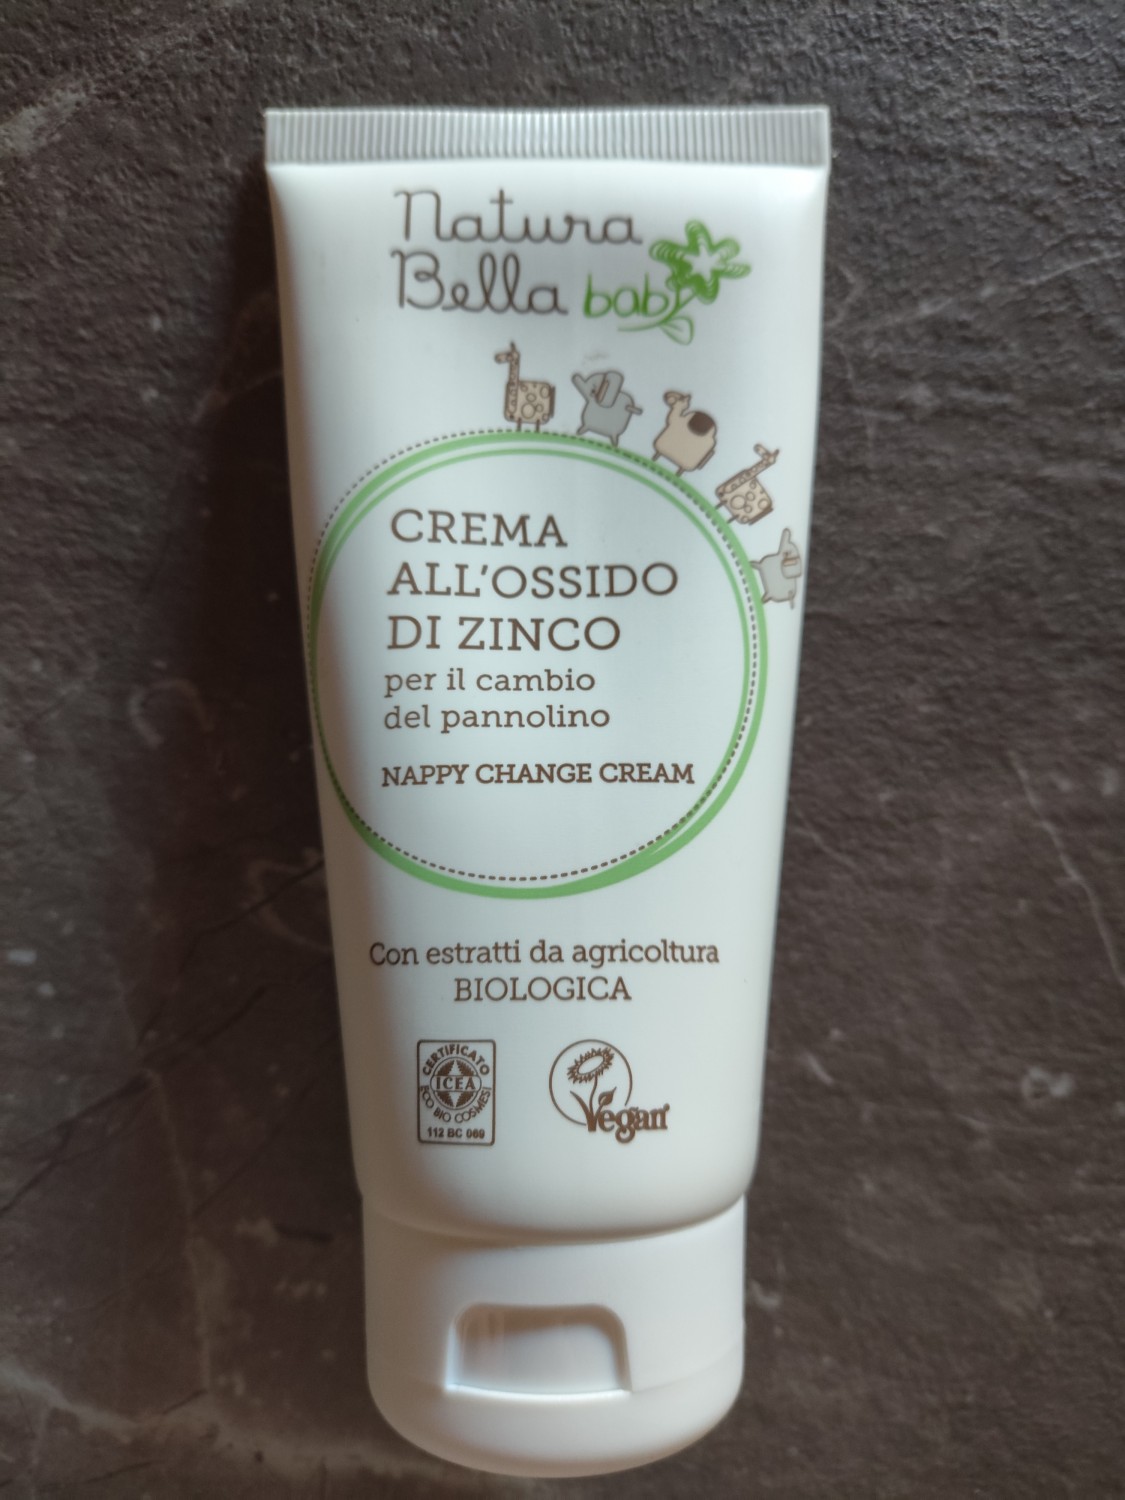 Natura
Bella baby
CREMA
ALL'OSSIDO
DI ZINCO
per il cambio
del pannolino
NAPPY CHANGE CREAM
Con estratti da agricoltura
BIOLOGICA
CERTIFICATO
ICEA
ECO BIO COSMESI
112 BC 069
Vegan